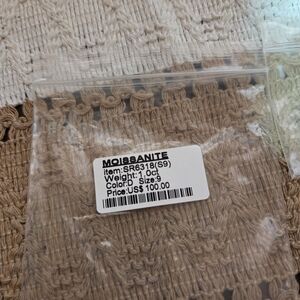 MOISSANITE
Item:SR6318(S9)
Weight:1.0ct
Color:D Size:9
Price:US$ 100.00